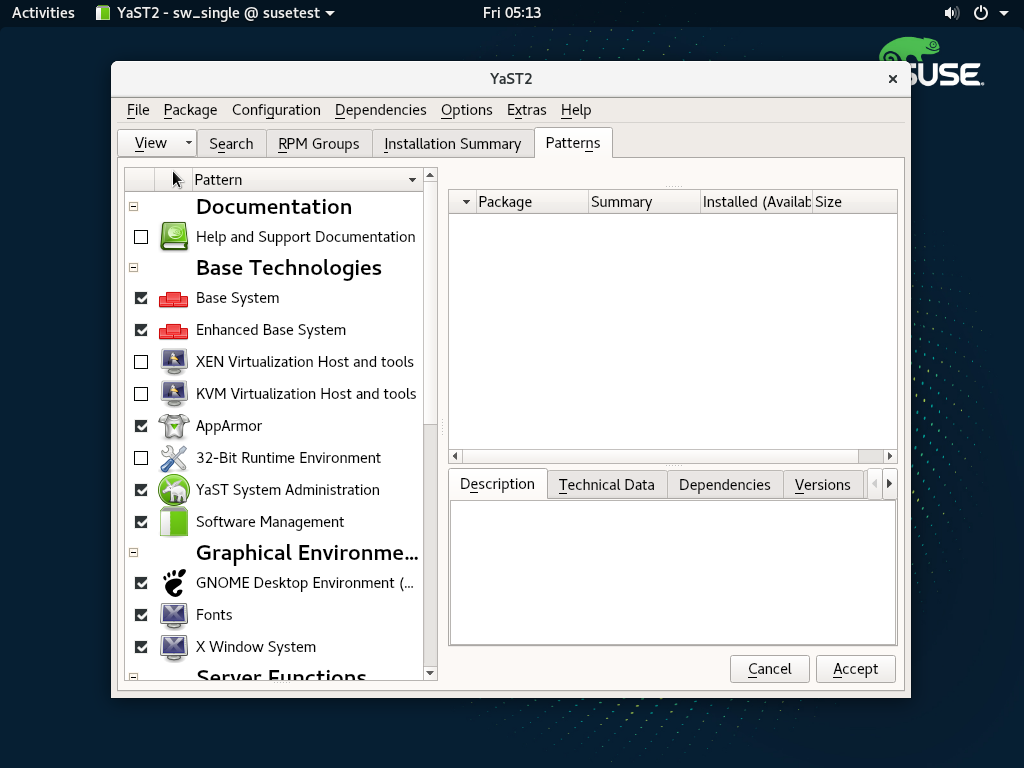 Activities YaST2 - sw_single @ susetest Fri 05:13
SUSE.
YaST2
File Package Configuration Dependencies Options Extras Help
View Search RPM Groups Installation Summary Patterns
Pattern
Documentation
Help and Support Documentation
Base Technologies
Base System
Enhanced Base System
XEN Virtualization Host and tools
KVM Virtualization Host and tools
AppArmor
32-Bit Runtime Environment
YaST System Administration
Software Management
Graphical Environme...
GNOME Desktop Environment (...
Fonts
X Window System
Server Functions
Package Summary Installed (Availab Size
Description Technical Data Dependencies Versions
Cancel Accept